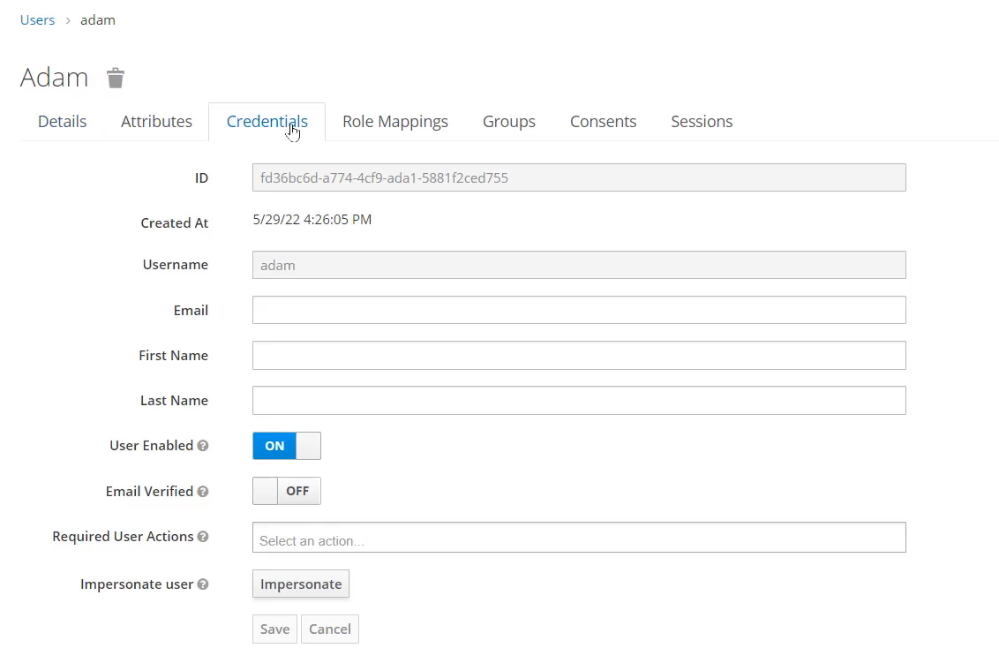 Users > adam
Adam
Details Attributes Credentials Role Mappings Groups Consents Sessions
ID fd36bc6d-a774-4cf9-ada1-5881f2ced755
Created At 5/29/22 4:26:05 PM
Username adam
Email
First Name
Last Name
User Enabled ? ON
Email Verified ? OFF
Required User Actions ? Select an action...
Impersonate user ? Impersonate
Save Cancel